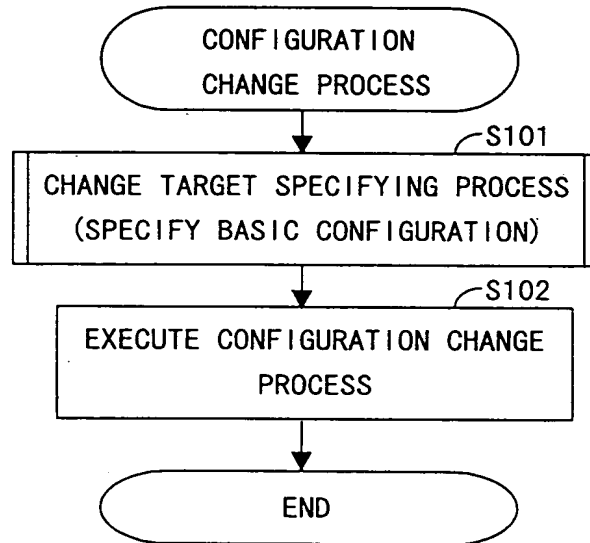 CONFIGURATION
CHANGE PROCESS
S101
CHANGE TARGET SPECIFYING PROCESS
(SPECIFY BASIC CONFIGURATION)
S102
EXECUTE CONFIGURATION CHANGE
PROCESS
END